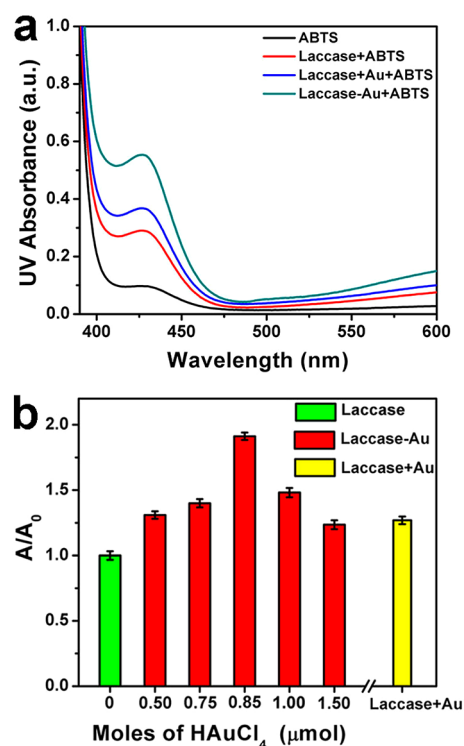 a
ABTS
Laccase+ABTS
Laccase+Au+ABTS
Laccase-Au+ABTS
1.0
0.8
0.6
0.4
0.2
0.0
UV Absorbance (a.u.)
400 450 500 550 600
Wavelength (nm)
b
Laccase
Laccase-Au
Laccase+Au
2.0
1.5
1.0
0.5
0.0
A/A₀
0 0.50 0.75 0.85 1.00 1.50 Laccase+Au
Moles of HAuCl₄ (μmol)